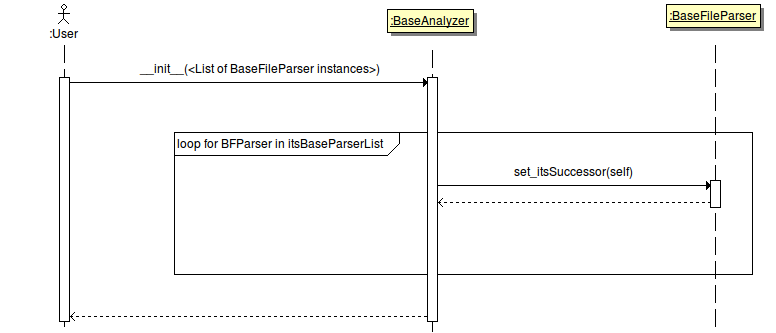 :User
:BaseAnalyzer
:BaseFileParser
__init__(<List of BaseFileParser instances>)
loop for BFParser in itsBaseParserList
set_itsSuccessor(self)